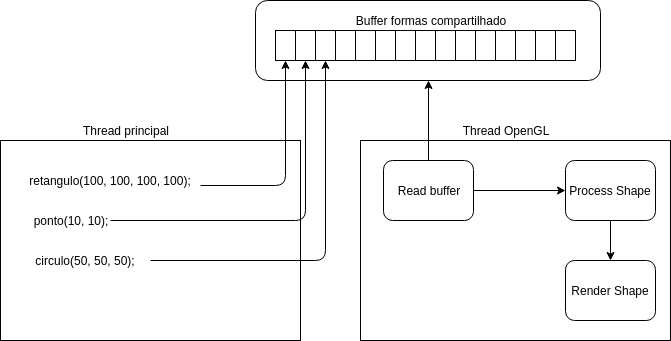 Buffer formas compartilhado
Thread principal
Thread OpenGL
retangulo(100, 100, 100, 100);
ponto(10, 10);
circulo(50, 50, 50);
Read buffer
Process Shape
Render Shape